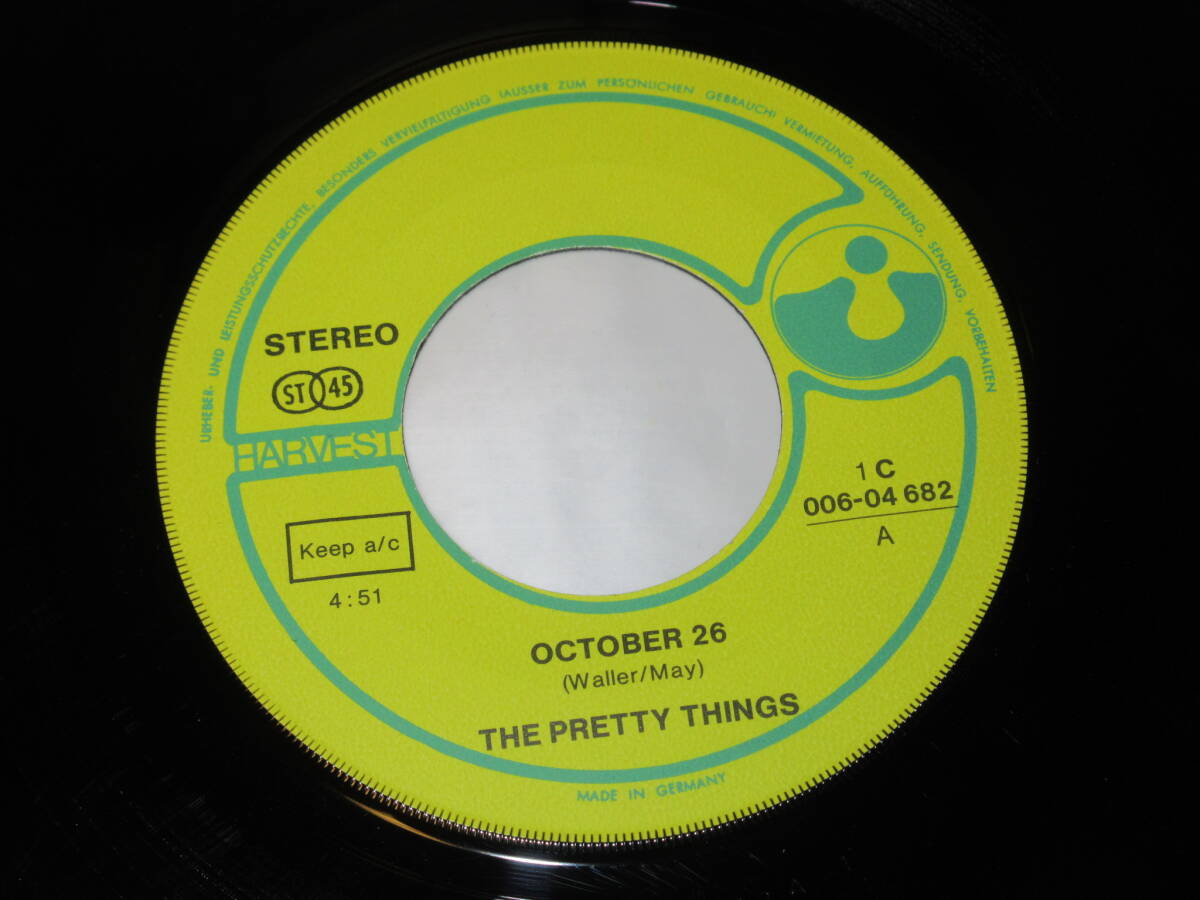 URHEBER- UND LEISTUNGSSCHUTZRECHTE, BESONDERS VERVIELFÄLTIGUNG (AUSSER ZUM PERSÖNLICHEN GEBRAUCH) VERMIETUNG, AUFFÜHRUNG, SENDUNG, VORBEHALTEN
STEREO
ST 45
HARVEST
1 C
006-04 682
A
Keep a/c
4:51
OCTOBER 26
(Waller/May)
THE PRETTY THINGS
MADE IN GERMANY